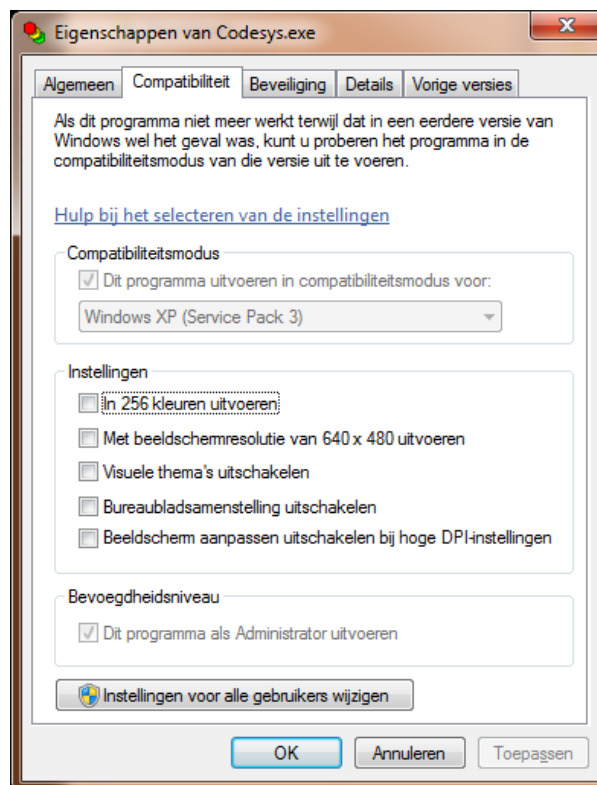 Eigenschappen van Codesys.exe
Algemeen Compatibiliteit Beveiliging Details Vorige versies
Als dit programma niet meer werkt terwijl dat in een eerdere versie van
Windows wel het geval was, kunt u proberen het programma in de
compatibiliteitsmodus van die versie uit te voeren.
Hulp bij het selecteren van de instellingen
Compatibiliteitsmodus
Dit programma uitvoeren in compatibiliteitsmodus voor:
Windows XP (Service Pack 3)
Instellingen
In 256 kleuren uitvoeren
Met beeldschermresolutie van 640 x 480 uitvoeren
Visuele thema's uitschakelen
Bureaubladsamenstelling uitschakelen
Beeldscherm aanpassen uitschakelen bij hoge DPI-instellingen
Bevoegdheidsniveau
Dit programma als Administrator uitvoeren
Instellingen voor alle gebruikers wijzigen
OK Annuleren Toepassen